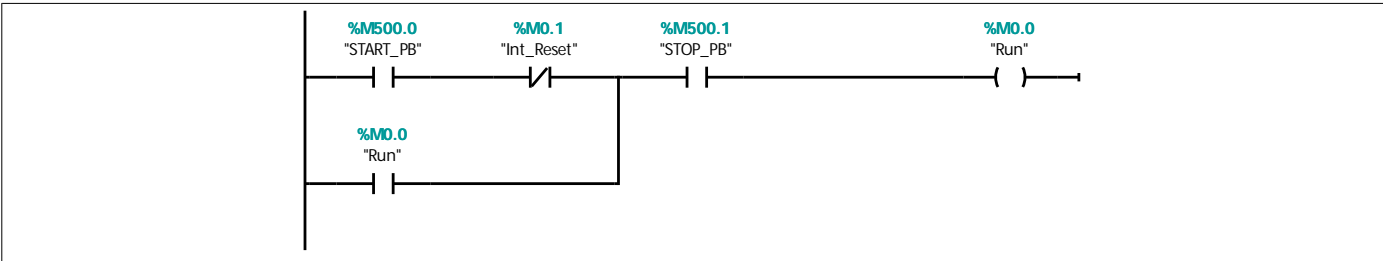 %M500.0 %M0.1 %M500.1 %M0.0
"START_PB" "Int_Reset" "STOP_PB" "Run"
%M0.0
"Run"